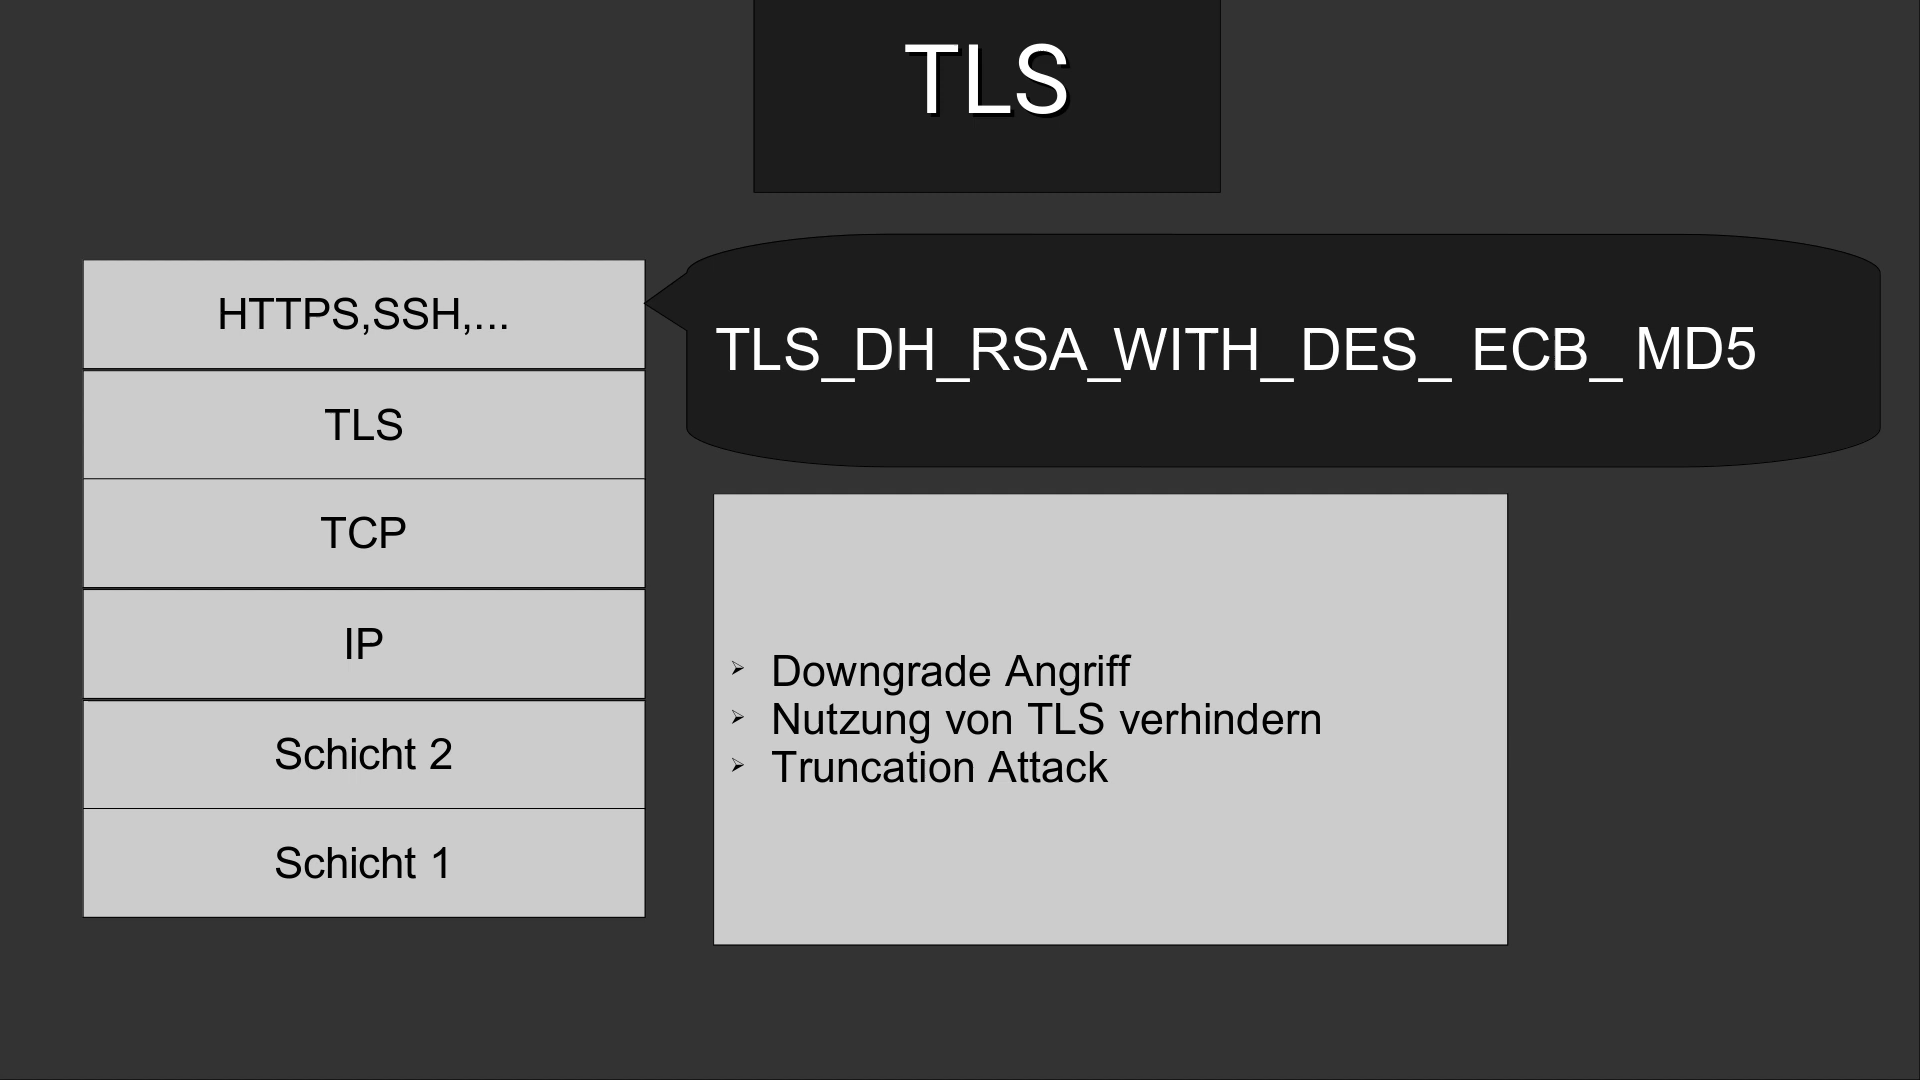 TLS
HTTPS,SSH,...
TLS
TCP
IP
Schicht 2
Schicht 1
TLS_DH_RSA_WITH_DES_ ECB_ MD5
➢ Downgrade Angriff
➢ Nutzung von TLS verhindern
➢ Truncation Attack